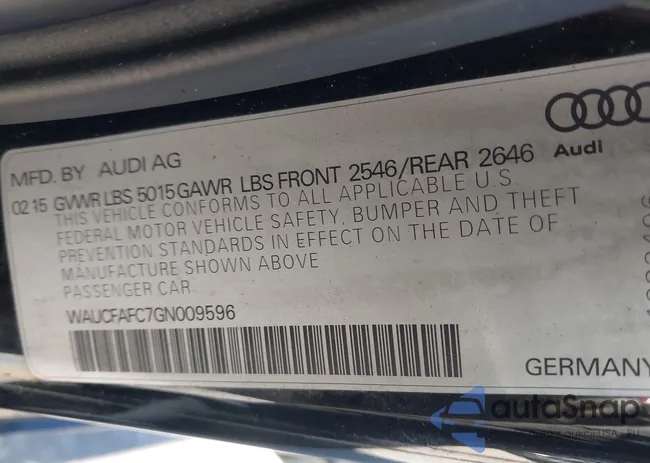 MFD. BY AUDI AG
Audi
02 15 GVWR LBS 5015 GAWR LBS FRONT 2546/REAR 2646
THIS VEHICLE CONFORMS TO ALL APPLICABLE U.S.
FEDERAL MOTOR VEHICLE SAFETY, BUMPER AND THEFT
PREVENTION STANDARDS IN EFFECT ON THE DATE OF
MANUFACTURE SHOWN ABOVE
PASSENGER CAR
WAUCFAFC7GN009596
GERMANY
autaSnap